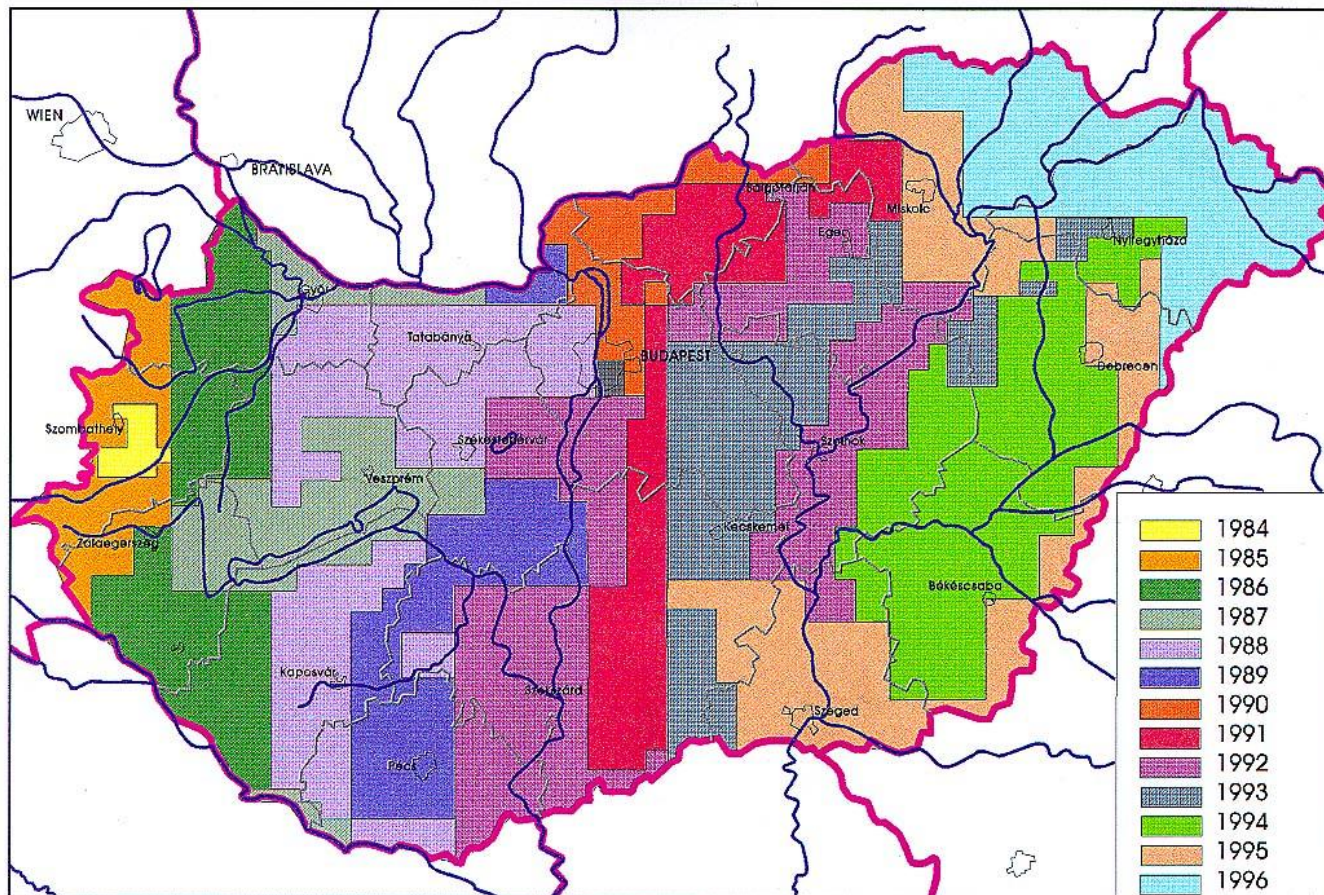 WIEN
BRATISLAVA
Salgótarján
Miskolc
Eger
Nyíregyháza
Győr
Tatabánya
BUDAPEST
Debrecen
Szombathely
Székesfehérvár
Szolnok
Veszprém
Kecskemét
Zalaegerszeg
Békéscsaba
Kaposvár
Szekszárd
Szeged
Pécs
1984
1985
1986
1987
1988
1989
1990
1991
1992
1993
1994
1995
1996